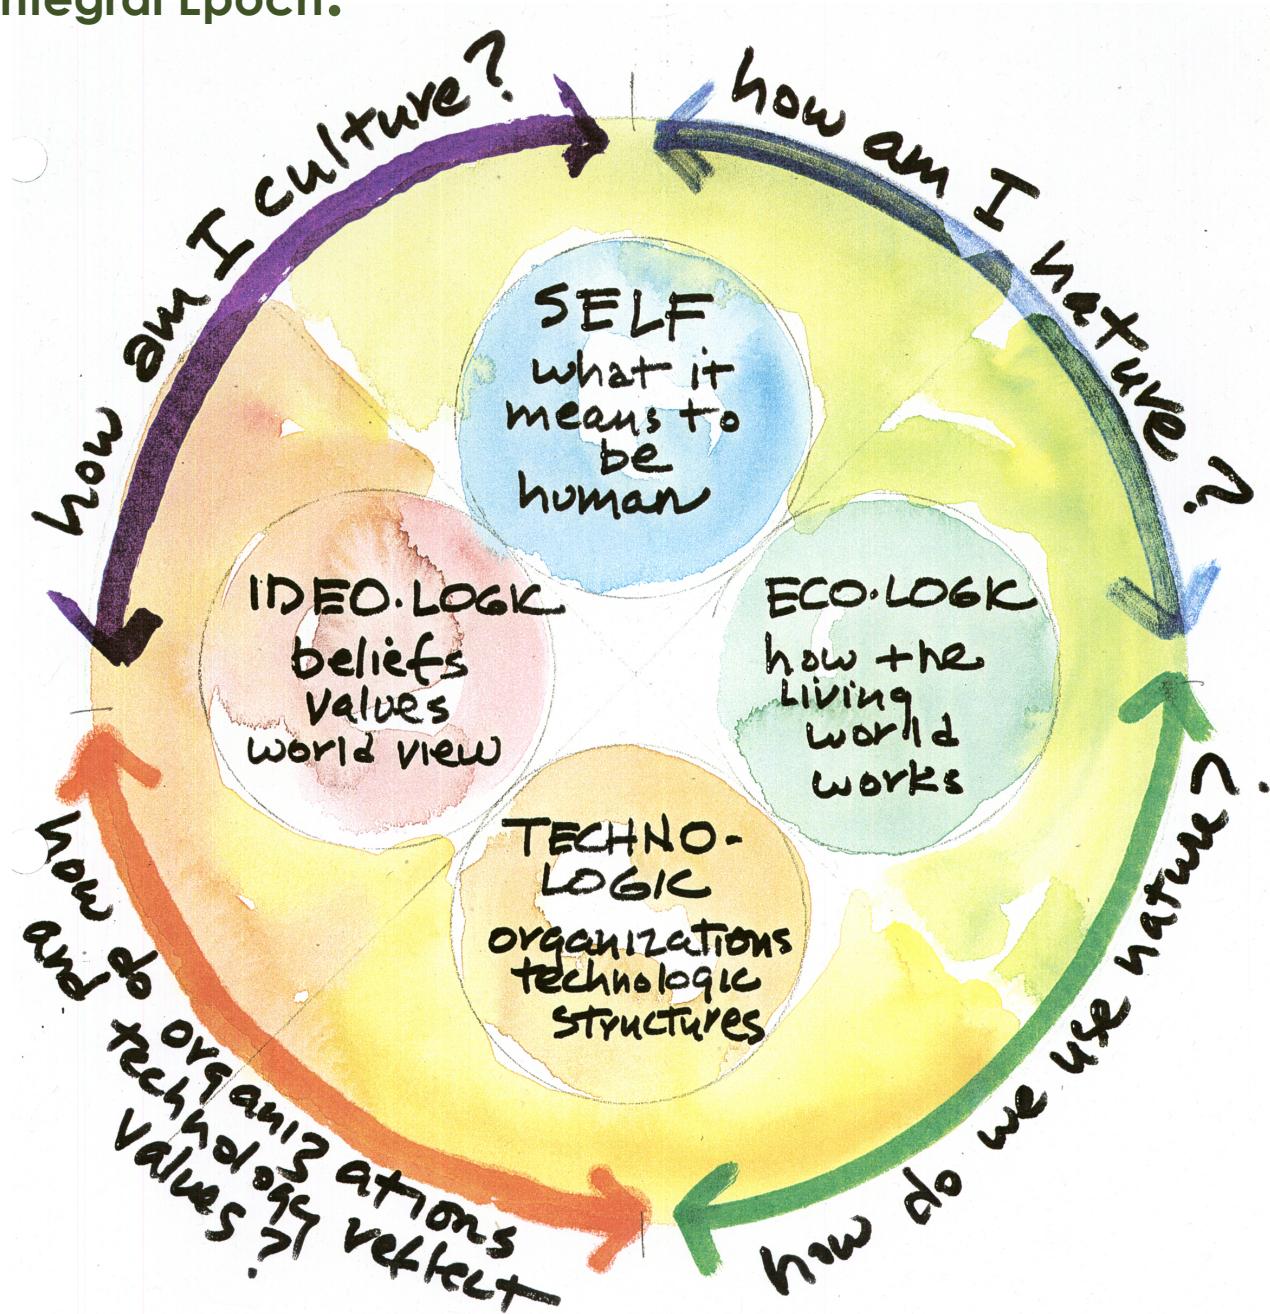 ntegral Epoch.
how am I culture?
how am I nature?
SELF
what it
means to
be
human
IDEO.LOGIC
beliefs
values
world view
ECO.LOGIC
how the
Living
world
works
TECHNO-
LOGIC
organizations
technologic
structures
how do organizations
and technology reflect
values?
how do we use nature?